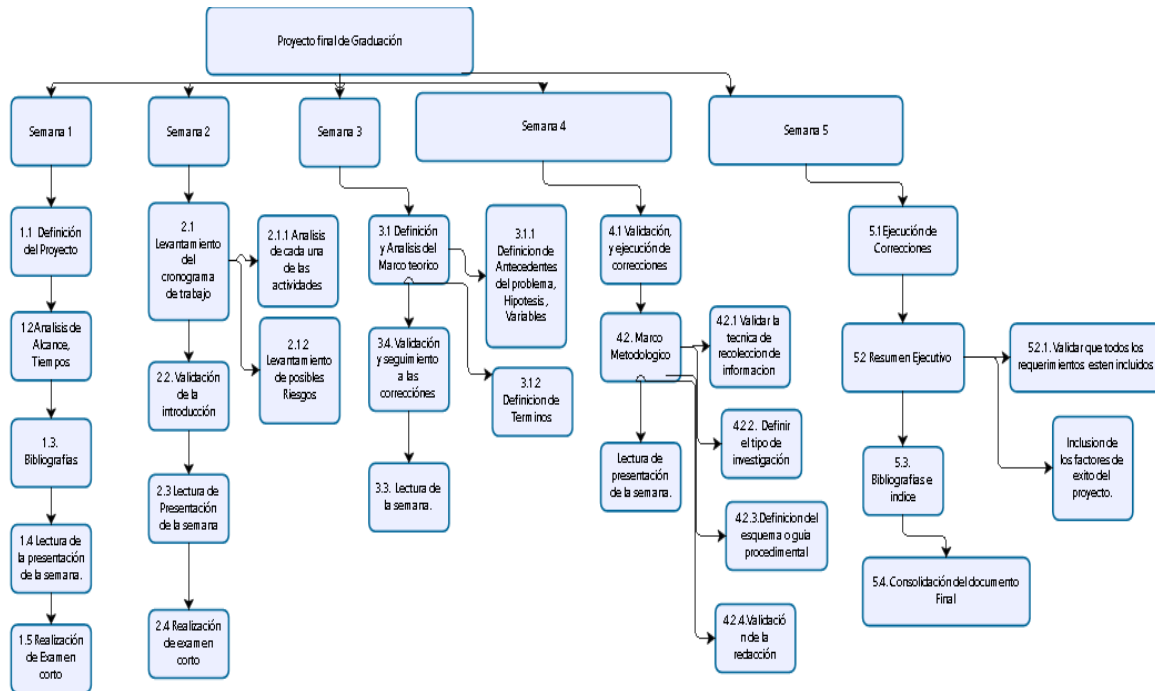 Proyecto final de Graduación
Semana 1
Semana 2
Semana 3
Semana 4
Semana 5
1.1 Definición
del Proyecto
1.2Analisis de
Alcance,
Tiempos
1.3.
Bibliografias
1.4 Lectura de
la presentación
de la semana.
1.5 Realización
de Examen
corto
2.1
Levantamiento
del
cronograma
de trabajo
2.1.1 Analisis
de cada una
de las
actividades
2.1.2
Levantamiento
de posibles
Riesgos
2.2. Validación
de la
introducción
2.3 Lectura de
Presentación
de la semana
2.4 Realización
de examen
corto
3.1 Definición
y Analisis del
Marco teorico
3.1.1
Definicion de
Antecedentes
del problema,
Hipotesis ,
Variables
3.1.2
Definicion de
Terminos
3.4. Validación
y seguimiento
a las
correcciónes
3.3. Lectura de
la semana.
4.1 Validación,
y ejecución de
correcciones
4.2. Marco
Metodologico
4.2.1 Validar la
tecnica de
recoleccion de
informacion
4.2.2. Definir
el tipo de
investigación
4.2.3.Definicion del
esquema o guía
procedimental
4.2.4.Validació
n de la
redacción
Lectura de
presentación
de la semana.
5.1 Ejecución de
Correcciones
5.2 Resumen Ejecutivo
5.2.1. Validar que todos los
requerimientos esten incluidos
Inclusion de
los factores de
exito del
proyecto.
5.3.
Bibliografias e
indice
5.4. Consolidación del documento
Final